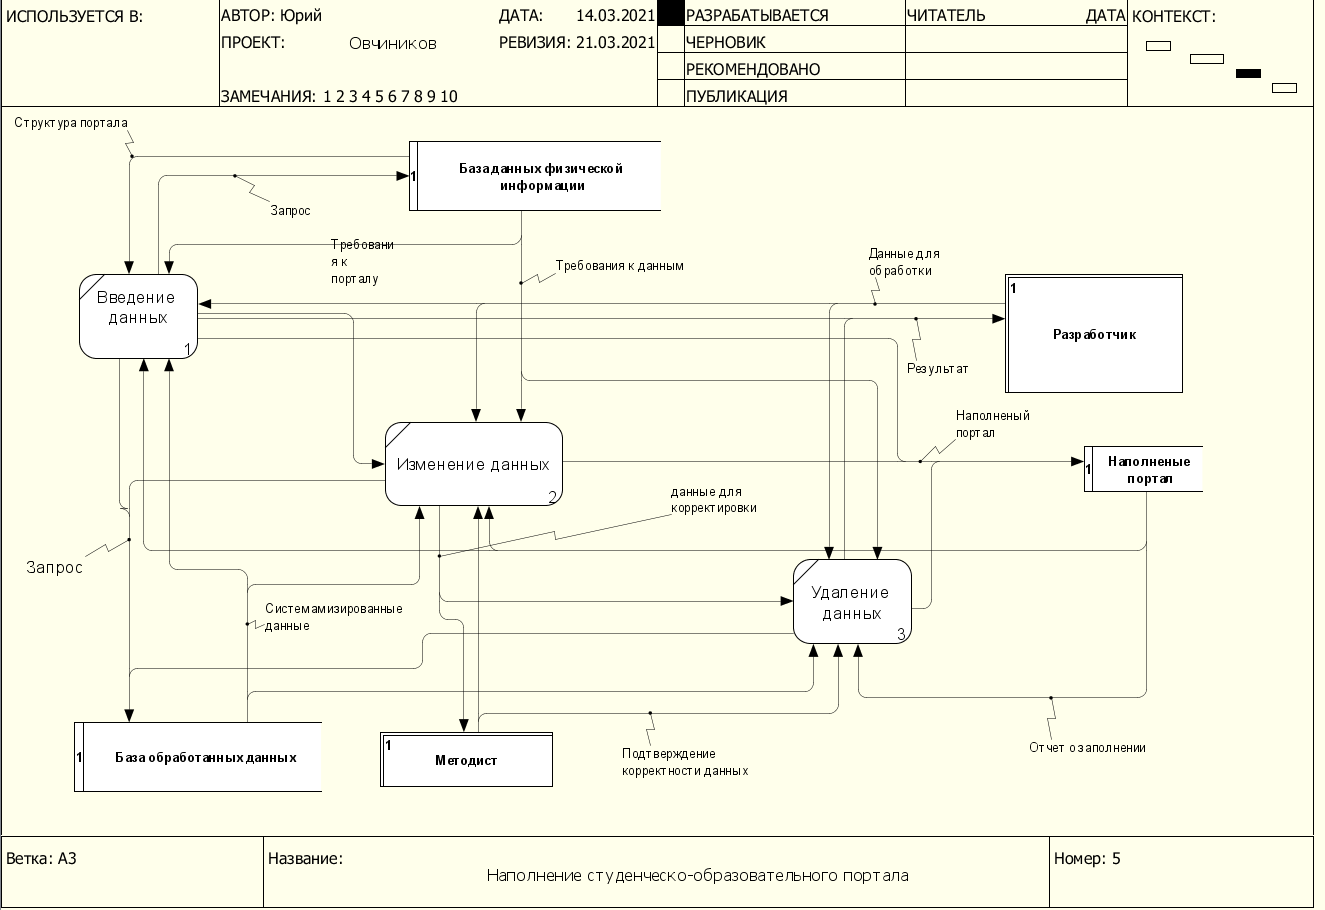 ИСПОЛЬЗУЕТСЯ В:
АВТОР: Юрий
ДАТА: 14.03.2021
РАЗРАБАТЫВАЕТСЯ
ЧИТАТЕЛЬ
ДАТА
КОНТЕКСТ:
ПРОЕКТ: Овчиников
РЕВИЗИЯ: 21.03.2021
ЧЕРНОВИК
РЕКОМЕНДОВАНО
ЗАМЕЧАНИЯ: 1 2 3 4 5 6 7 8 9 10
ПУБЛИКАЦИЯ
Структура портала
1
База данных физической
информации
Запрос
Требовани
я к
порталу
Требования к данным
Данные для
обработки
Введение
данных
1
1
Разработчик
Результат
Наполненый
портал
Изменение данных
2
1
Наполненые
портал
данные для
корректировки
Запрос
Удаление
данных
3
Системамизированные
данные
1
База обработанных данных
1
Методист
Подтверждение
корректности данных
Отчет о заполнении
Ветка: A3
Название:
Наполнение студенческо-образовательного портала
Номер: 5